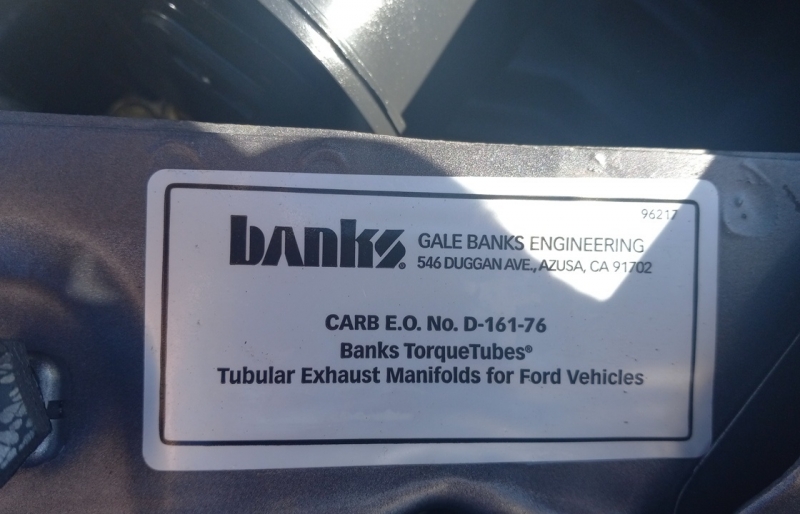 96217
banks®
GALE BANKS ENGINEERING
546 DUGGAN AVE., AZUSA, CA 91702
CARB E.O. No. D-161-76
Banks TorqueTubes®
Tubular Exhaust Manifolds for Ford Vehicles